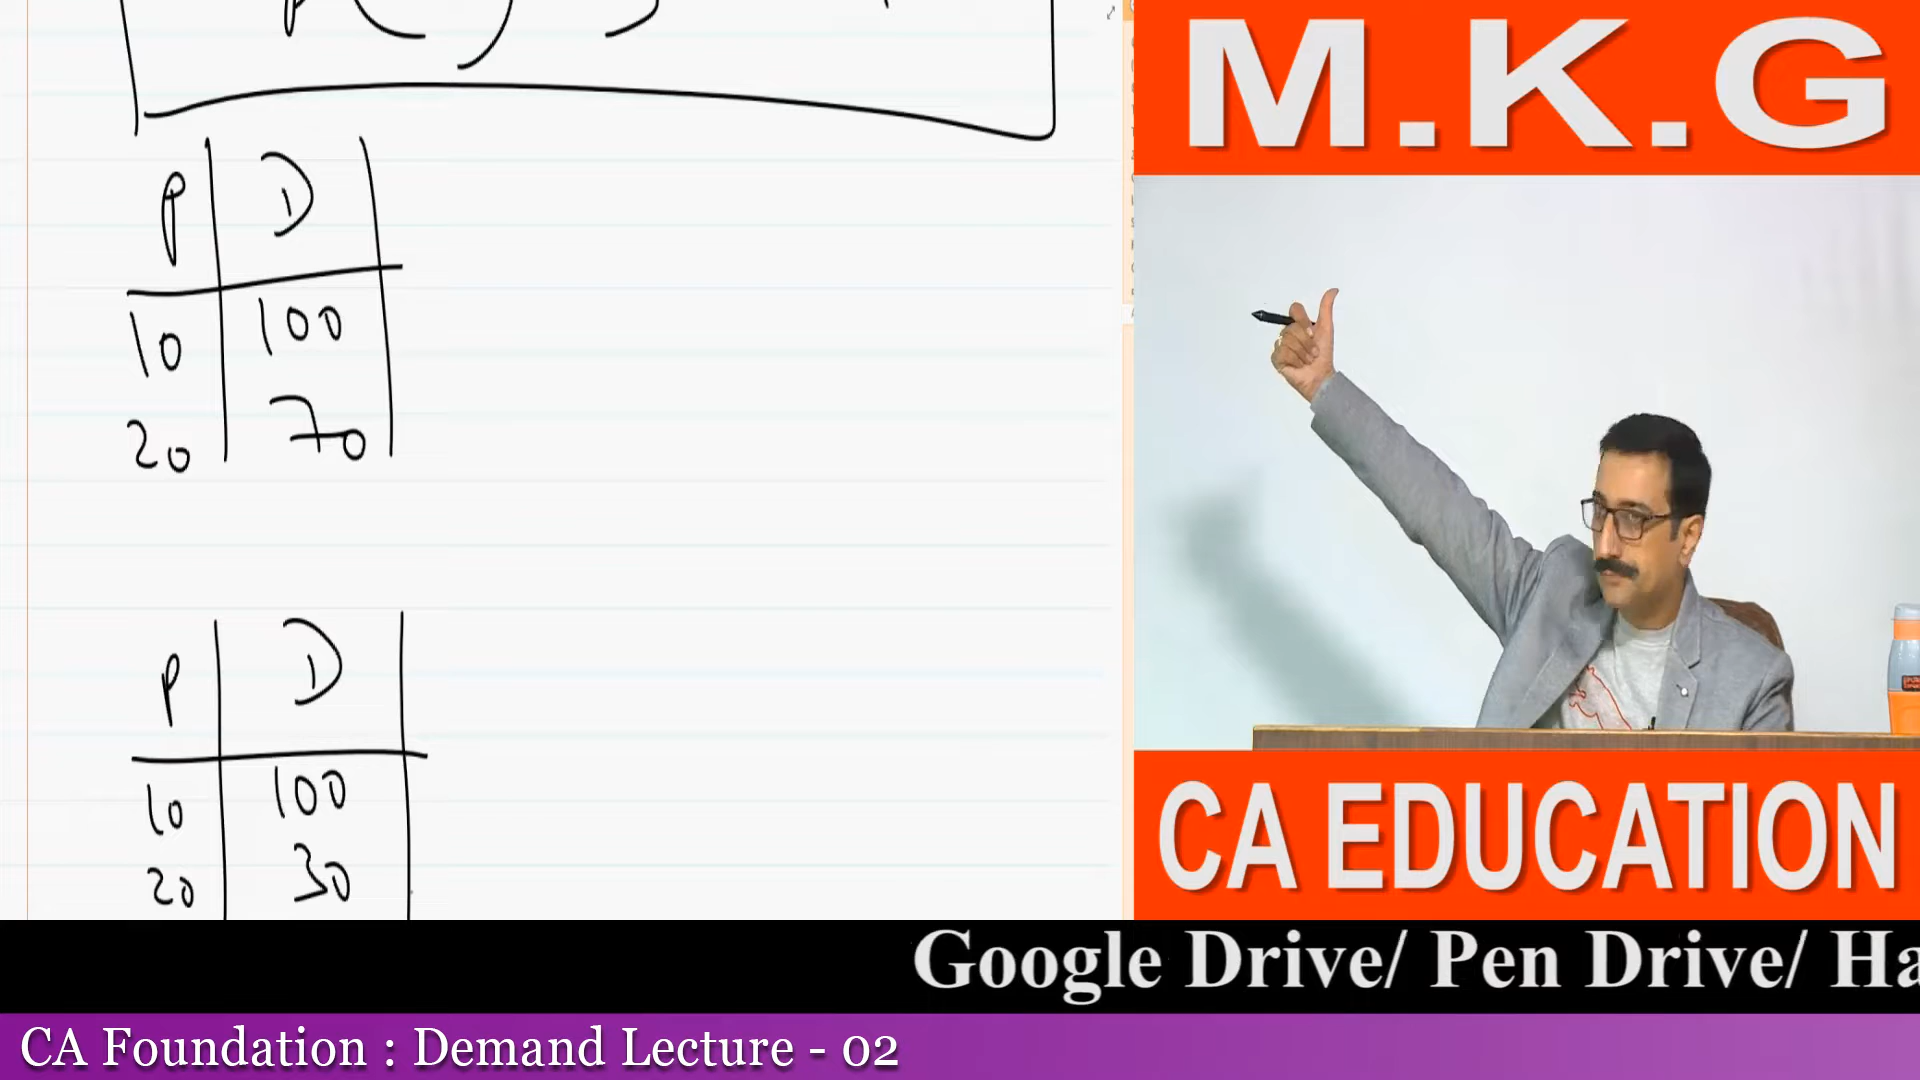 P D
10 100
20 70
P D
10 100
20 30
M.K.G
CA EDUCATION
Google Drive/ Pen Drive/ Ha
CA Foundation : Demand Lecture - 02